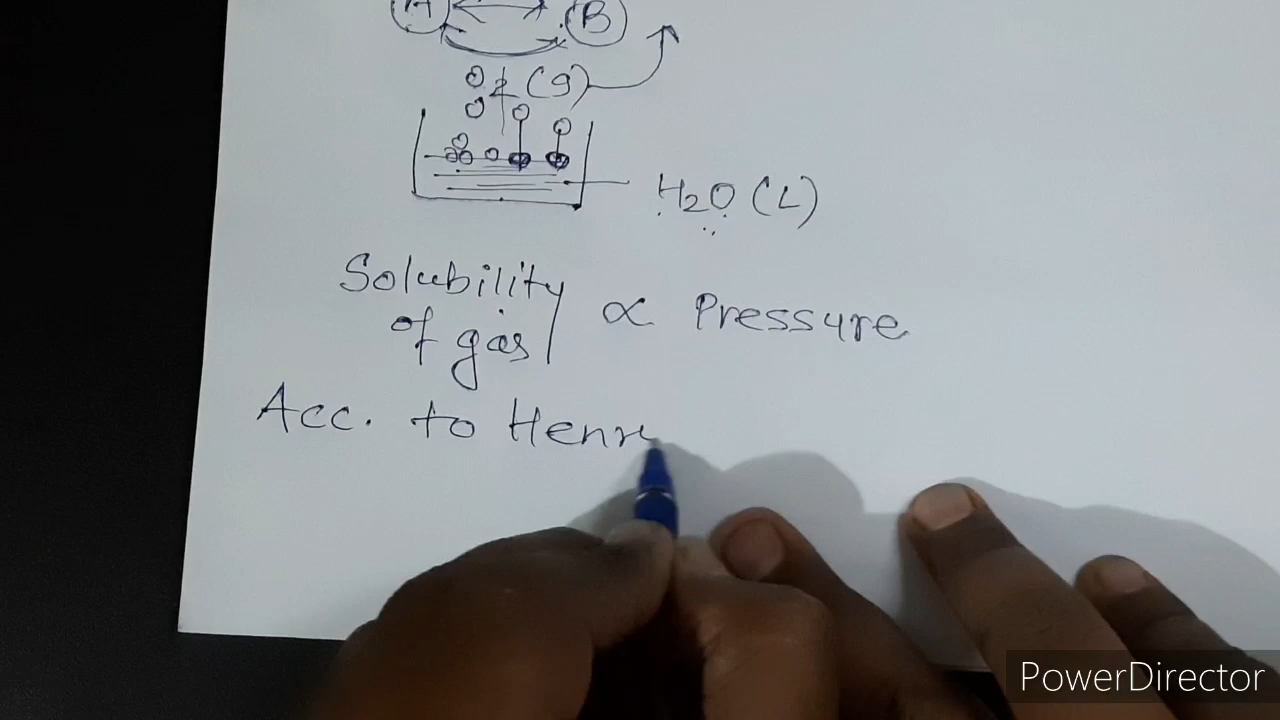 A B
O2 (g)
H2O (L)
Solubility
of gas ∝ Pressure
Acc. to Henr
PowerDirector